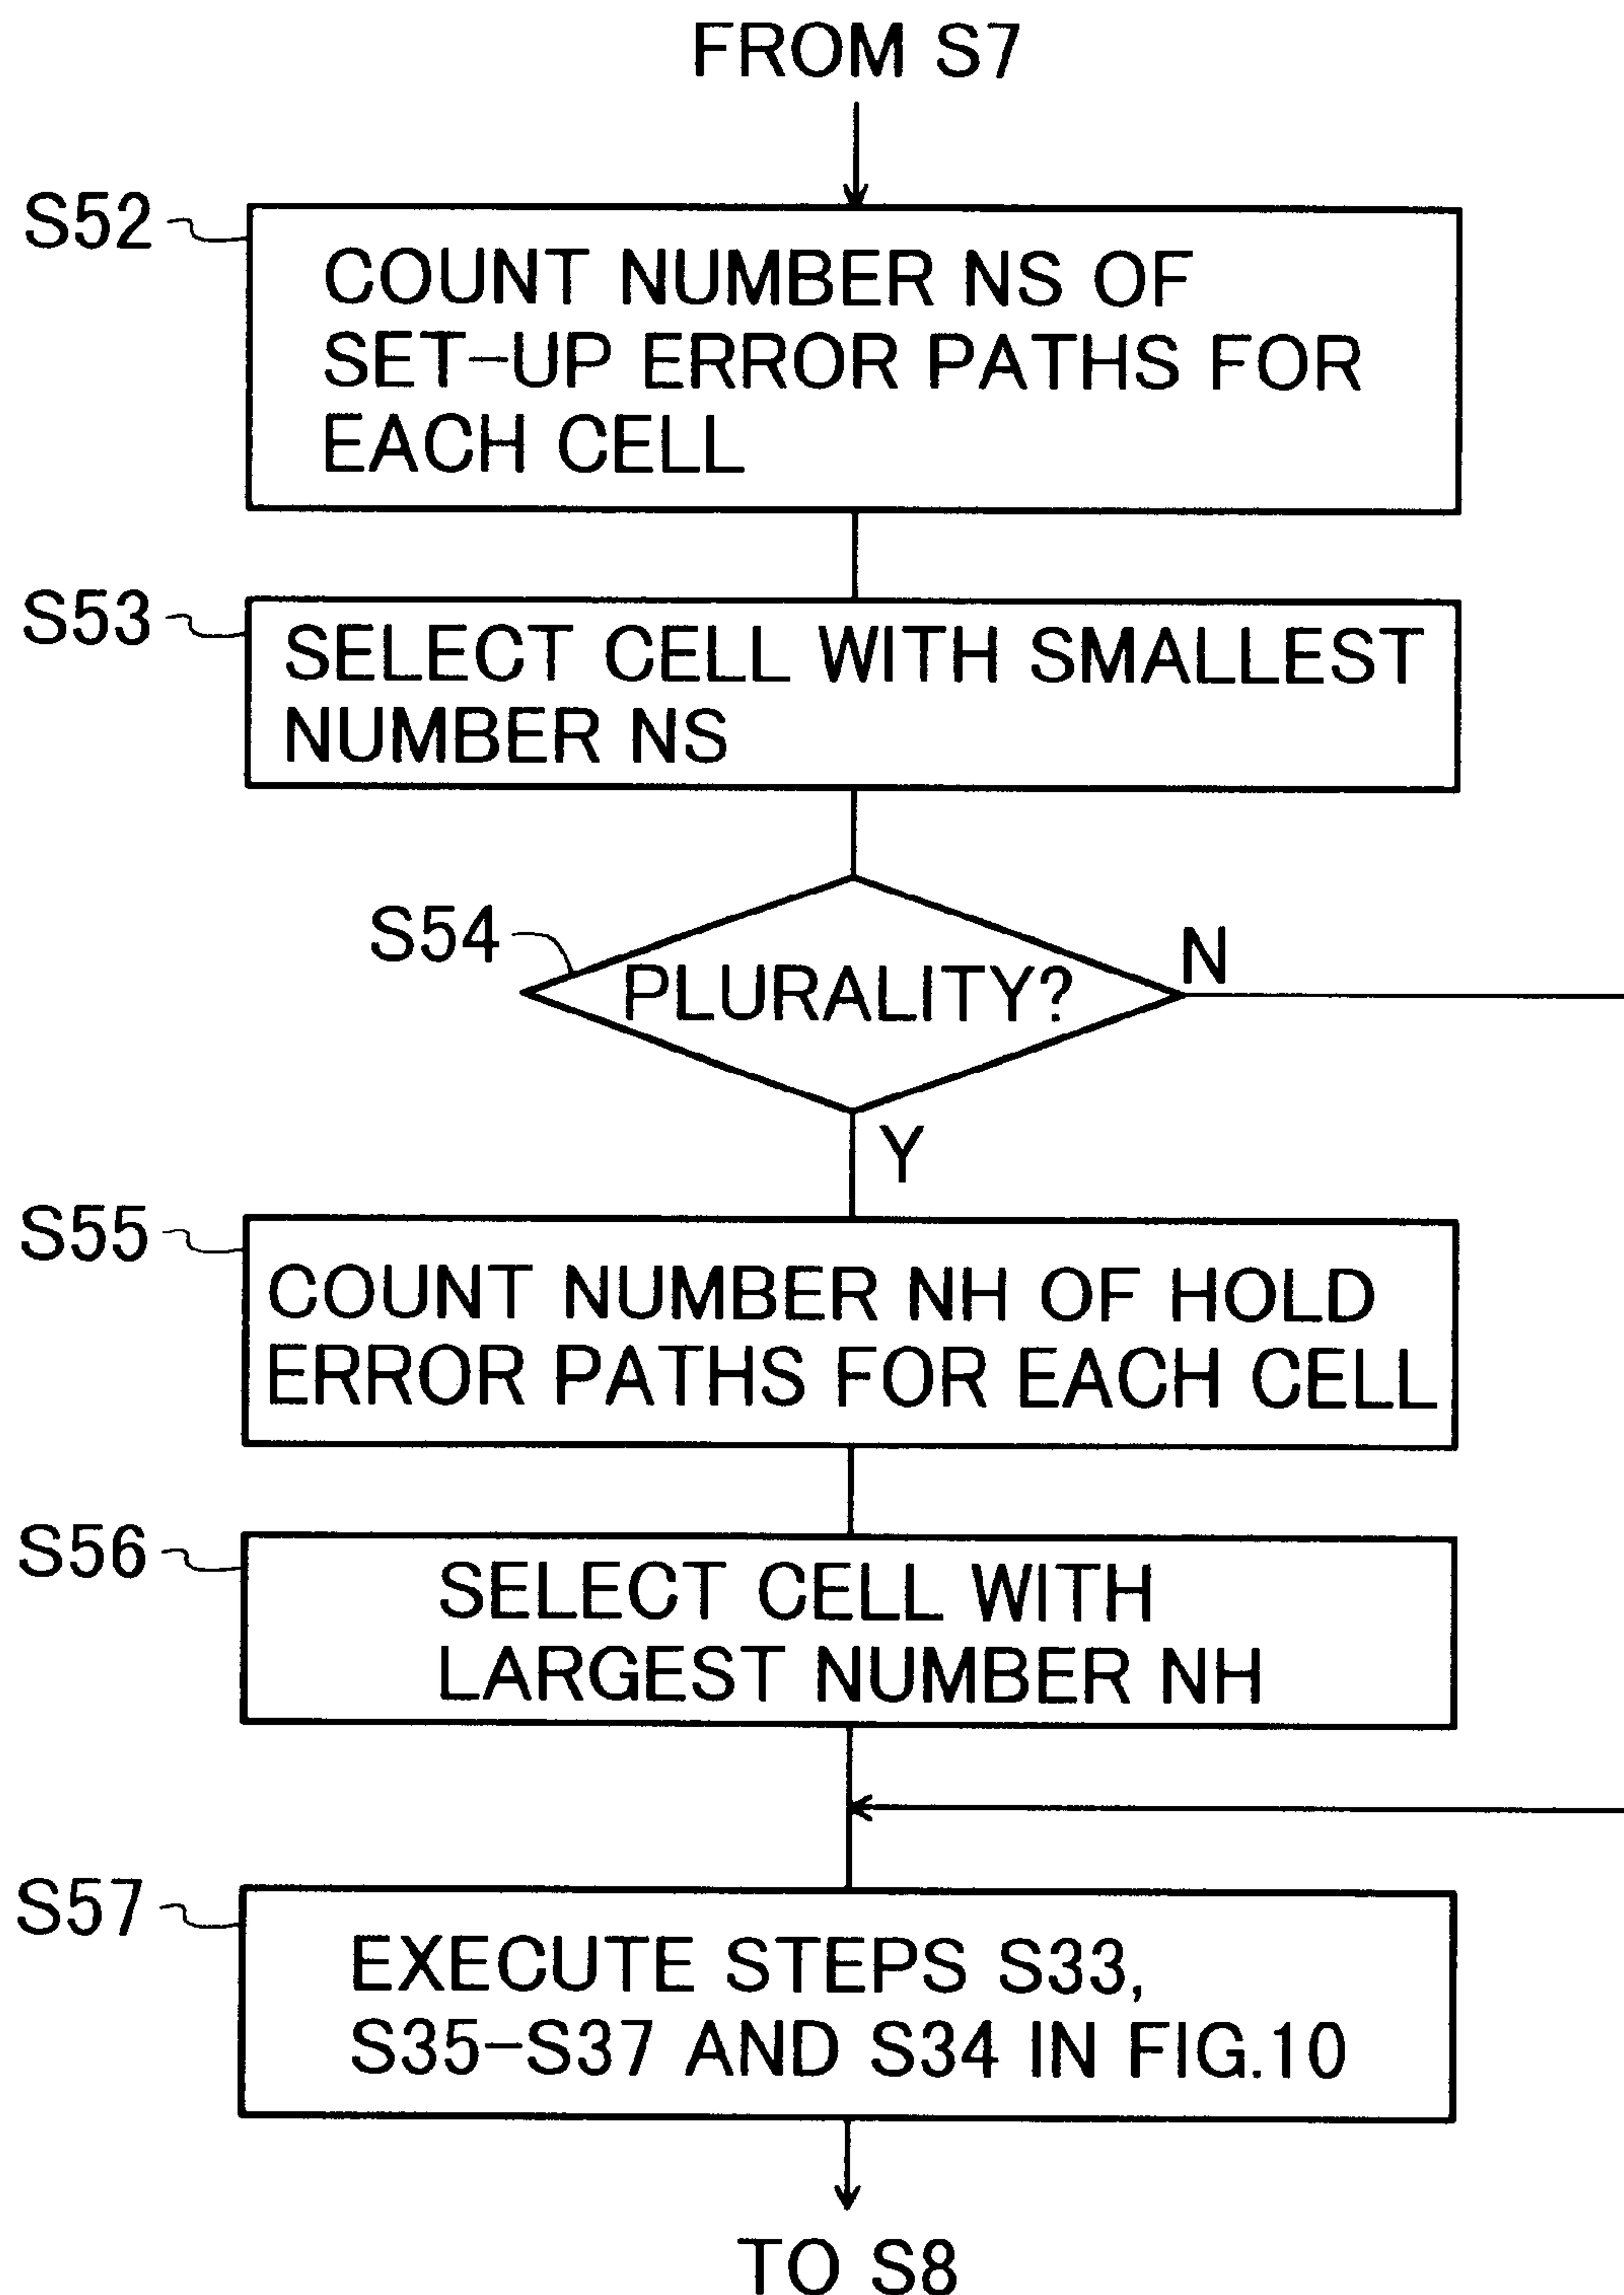 FROM S7
S52
COUNT NUMBER NS OF
SET-UP ERROR PATHS FOR
EACH CELL
S53
SELECT CELL WITH SMALLEST
NUMBER NS
S54
PLURALITY?
N
Y
S55
COUNT NUMBER NH OF HOLD
ERROR PATHS FOR EACH CELL
S56
SELECT CELL WITH
LARGEST NUMBER NH
S57
EXECUTE STEPS S33,
S35-S37 AND S34 IN FIG.10
TO S8